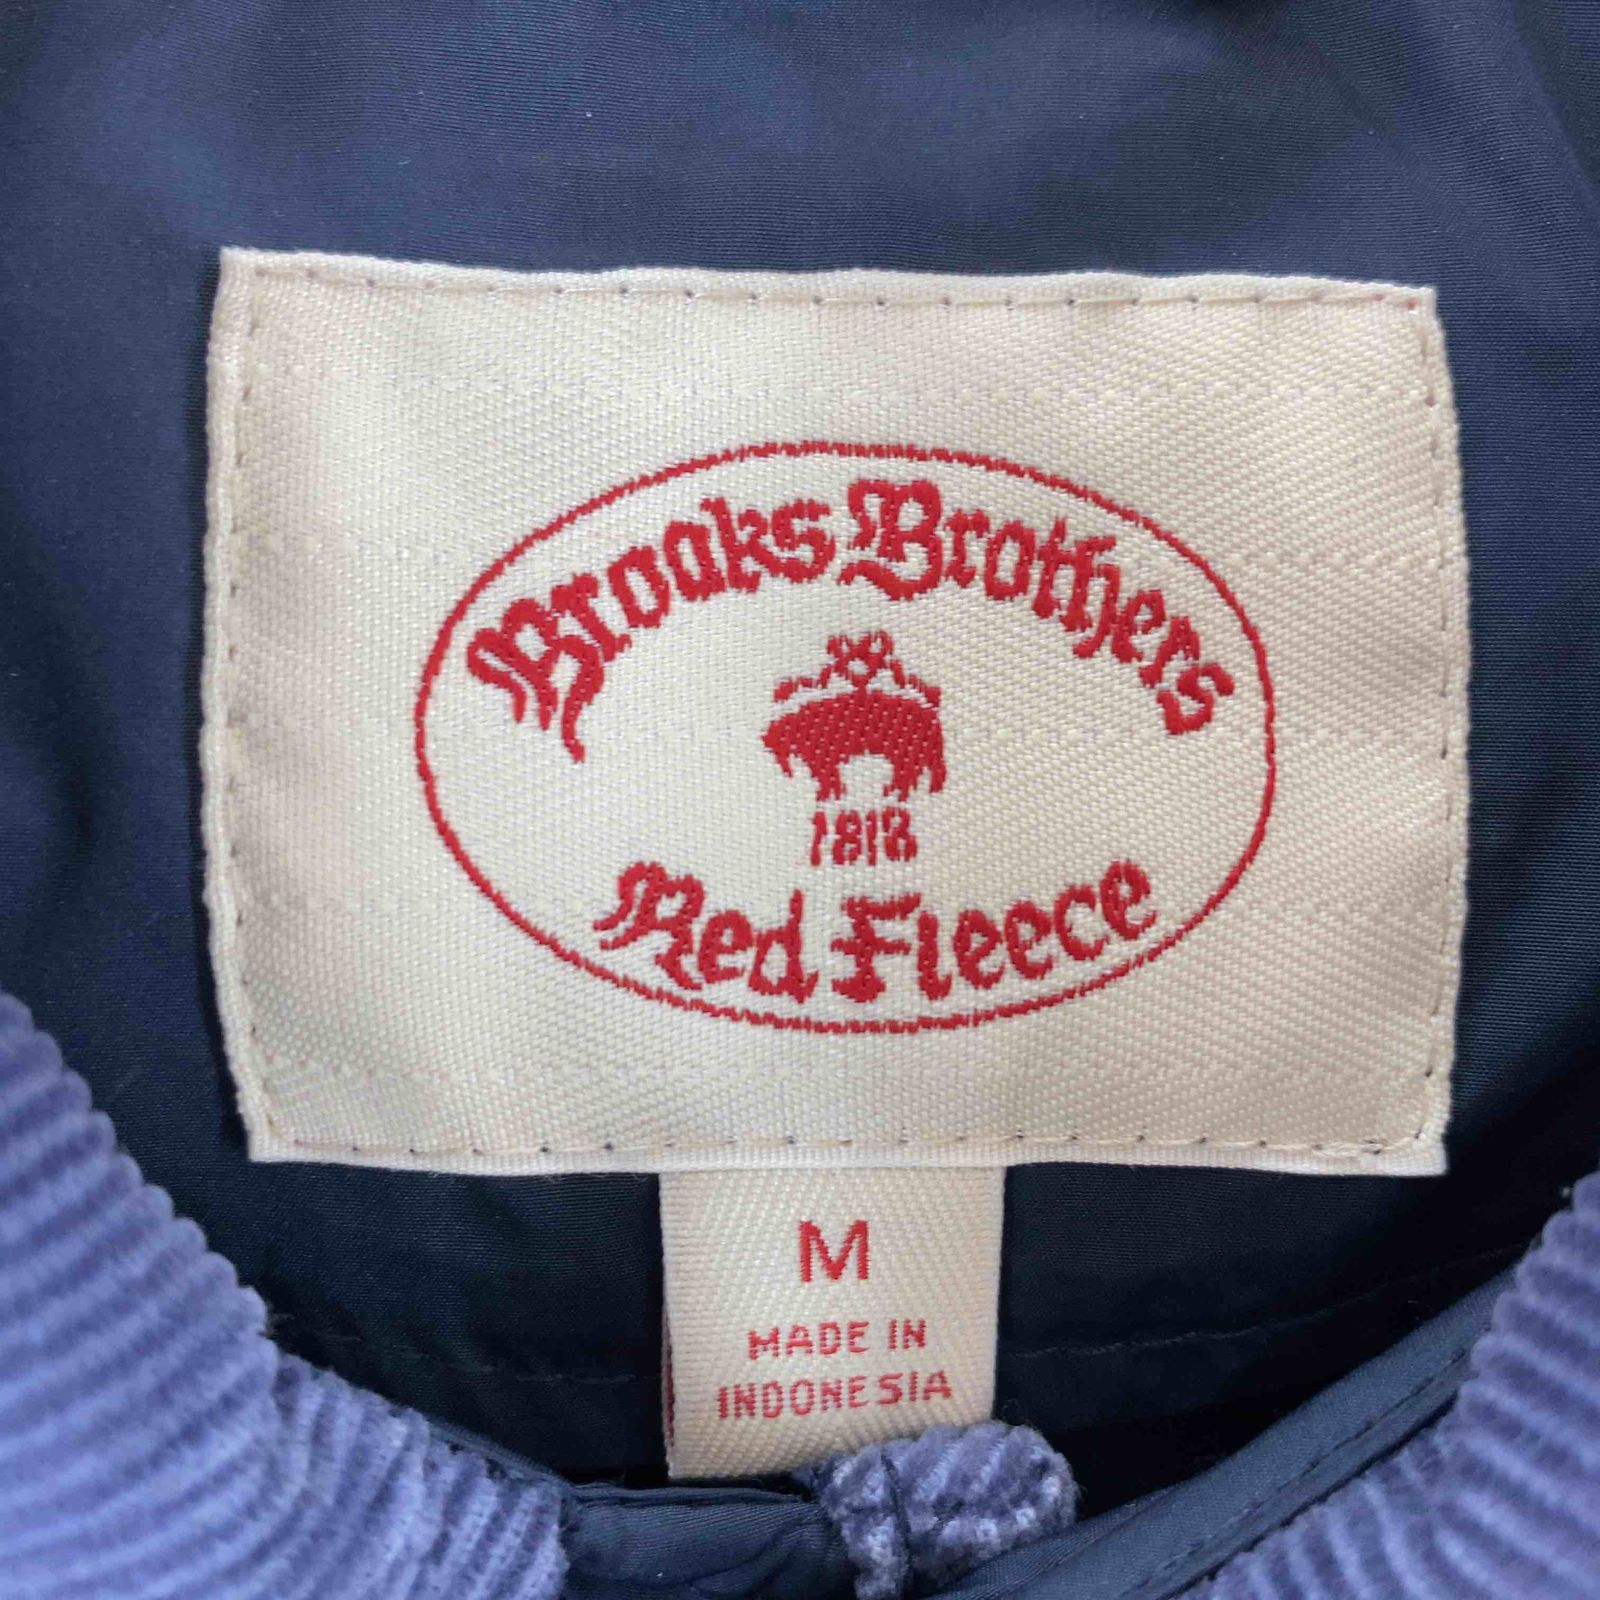 Brooks Brothers
1818
Red Fleece
M
MADE IN
INDONESIA